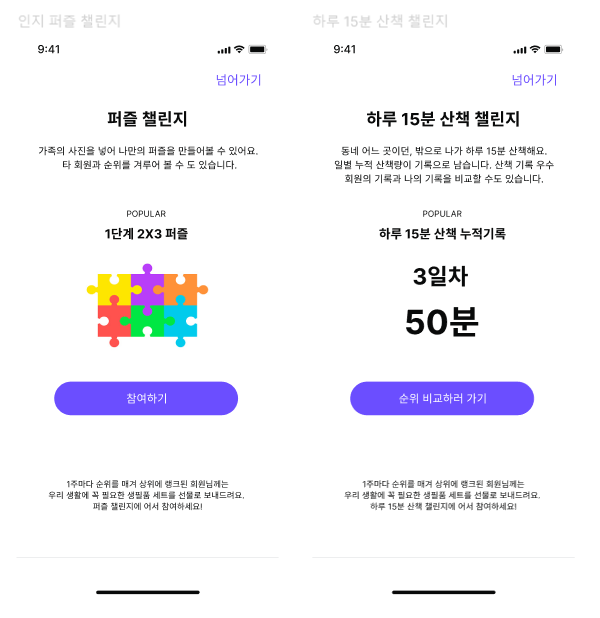 인지 퍼즐 챌린지
9:41
넘어가기
퍼즐 챌린지
가족의 사진을 넣어 나만의 퍼즐을 만들어볼 수 있어요.
타 회원과 순위를 겨루어 볼 수 도 있습니다.
POPULAR
1단계 2X3 퍼즐
참여하기
1주마다 순위를 매겨 상위에 랭크된 회원님께는
우리 생활에 꼭 필요한 생필품 세트를 선물로 보내드려요.
퍼즐 챌린지에 어서 참여하세요!
하루 15분 산책 챌린지
9:41
넘어가기
하루 15분 산책 챌린지
동네 어느 곳이던, 밖으로 나가 하루 15분 산책해요.
일별 누적 산책량이 기록으로 남습니다. 산책 기록 우수
회원의 기록과 나의 기록을 비교할 수도 있습니다.
POPULAR
하루 15분 산책 누적기록
3일차
50분
순위 비교하러 가기
1주마다 순위를 매겨 상위에 랭크된 회원님께는
우리 생활에 꼭 필요한 생필품 세트를 선물로 보내드려요.
하루 15분 산책 챌린지에 어서 참여하세요!